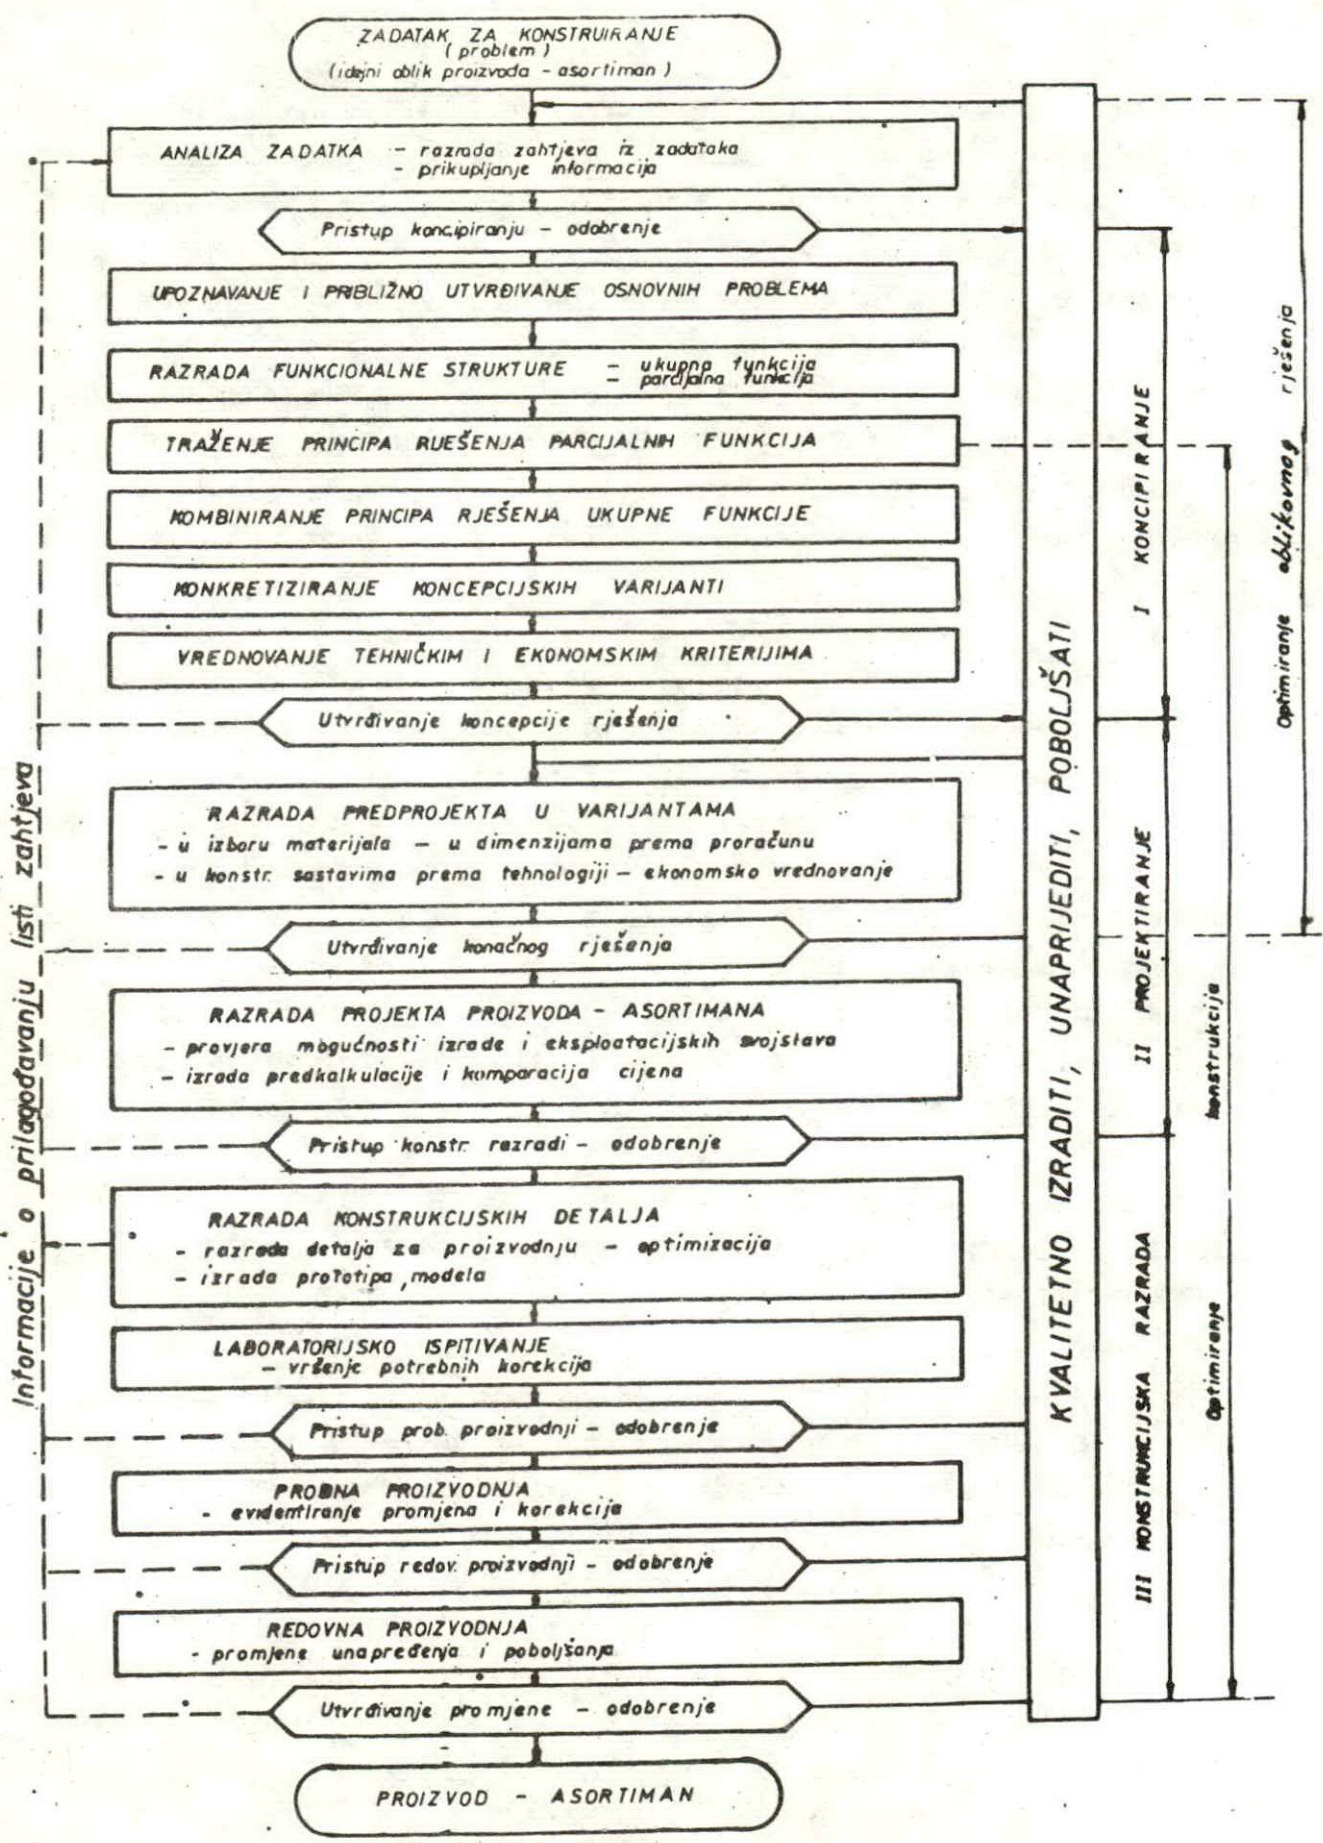 ZADATAK ZA KONSTRUIRANJE
(problem)
(idejni oblik proizvoda - asortiman)
ANALIZA ZADATKA - razrada zahtjeva iz zadataka
- prikupljanje informacija
Pristup koncipiranju - odobrenje
UPOZNAVANJE I PRIBLIŽNO UTVRĐIVANJE OSNOVNIH PROBLEMA
RAZRADA FUNKCIONALNE STRUKTURE - ukupna funkcija
- parcijalna funkcija
TRAŽENJE PRINCIPA RJEŠENJA PARCIJALNIH FUNKCIJA
KOMBINIRANJE PRINCIPA RJEŠENJA UKUPNE FUNKCIJE
KONKRETIZIRANJE KONCEPCIJSKIH VARIJANTI
VREDNOVANJE TEHNIČKIM I EKONOMSKIM KRITERIJIMA
Utvrđivanje koncepcije rješenja
RAZRADA PREDPROJEKTA U VARIJANTAMA
- u izboru materijala - u dimenzijama prema proračunu
- u konstr. sastavima prema tehnologiji - ekonomsko vrednovanje
Utvrđivanje konačnog rješenja
RAZRADA PROJEKTA PROIZVODA - ASORTIMANA
- provjera mogućnosti izrade i eksploatacijskih svojstava
- izrada predkalkulacije i komparacija cijena
Pristup konstr. razradi - odobrenje
RAZRADA KONSTRUKCIJSKIH DETALJA
- razrada detalja za proizvodnju - optimizacija
- izrada prototipa, modela
LABORATORIJSKO ISPITIVANJE
- vršenje potrebnih korekcija
Pristup prob. proizvodnji - odobrenje
PROBNA PROIZVODNJA
- evidentiranje promjena i korekcija
Pristup redov. proizvodnji - odobrenje
REDOVNA PROIZVODNJA
- promjene unapređenja i poboljšanja
Utvrđivanje promjene - odobrenje
PROIZVOD - ASORTIMAN
Informacije o prilagođavanju listi zahtjeva
KVALITETNO IZRADITI, UNAPRIJEDITI, POBOLJŠATI
I KONCIPIRANJE
II PROJEKTIRANJE
III KONSTRUKCIJSKA RAZRADA
Optimiranje konstrukcija
Optimiranje oblikovnog rješenja